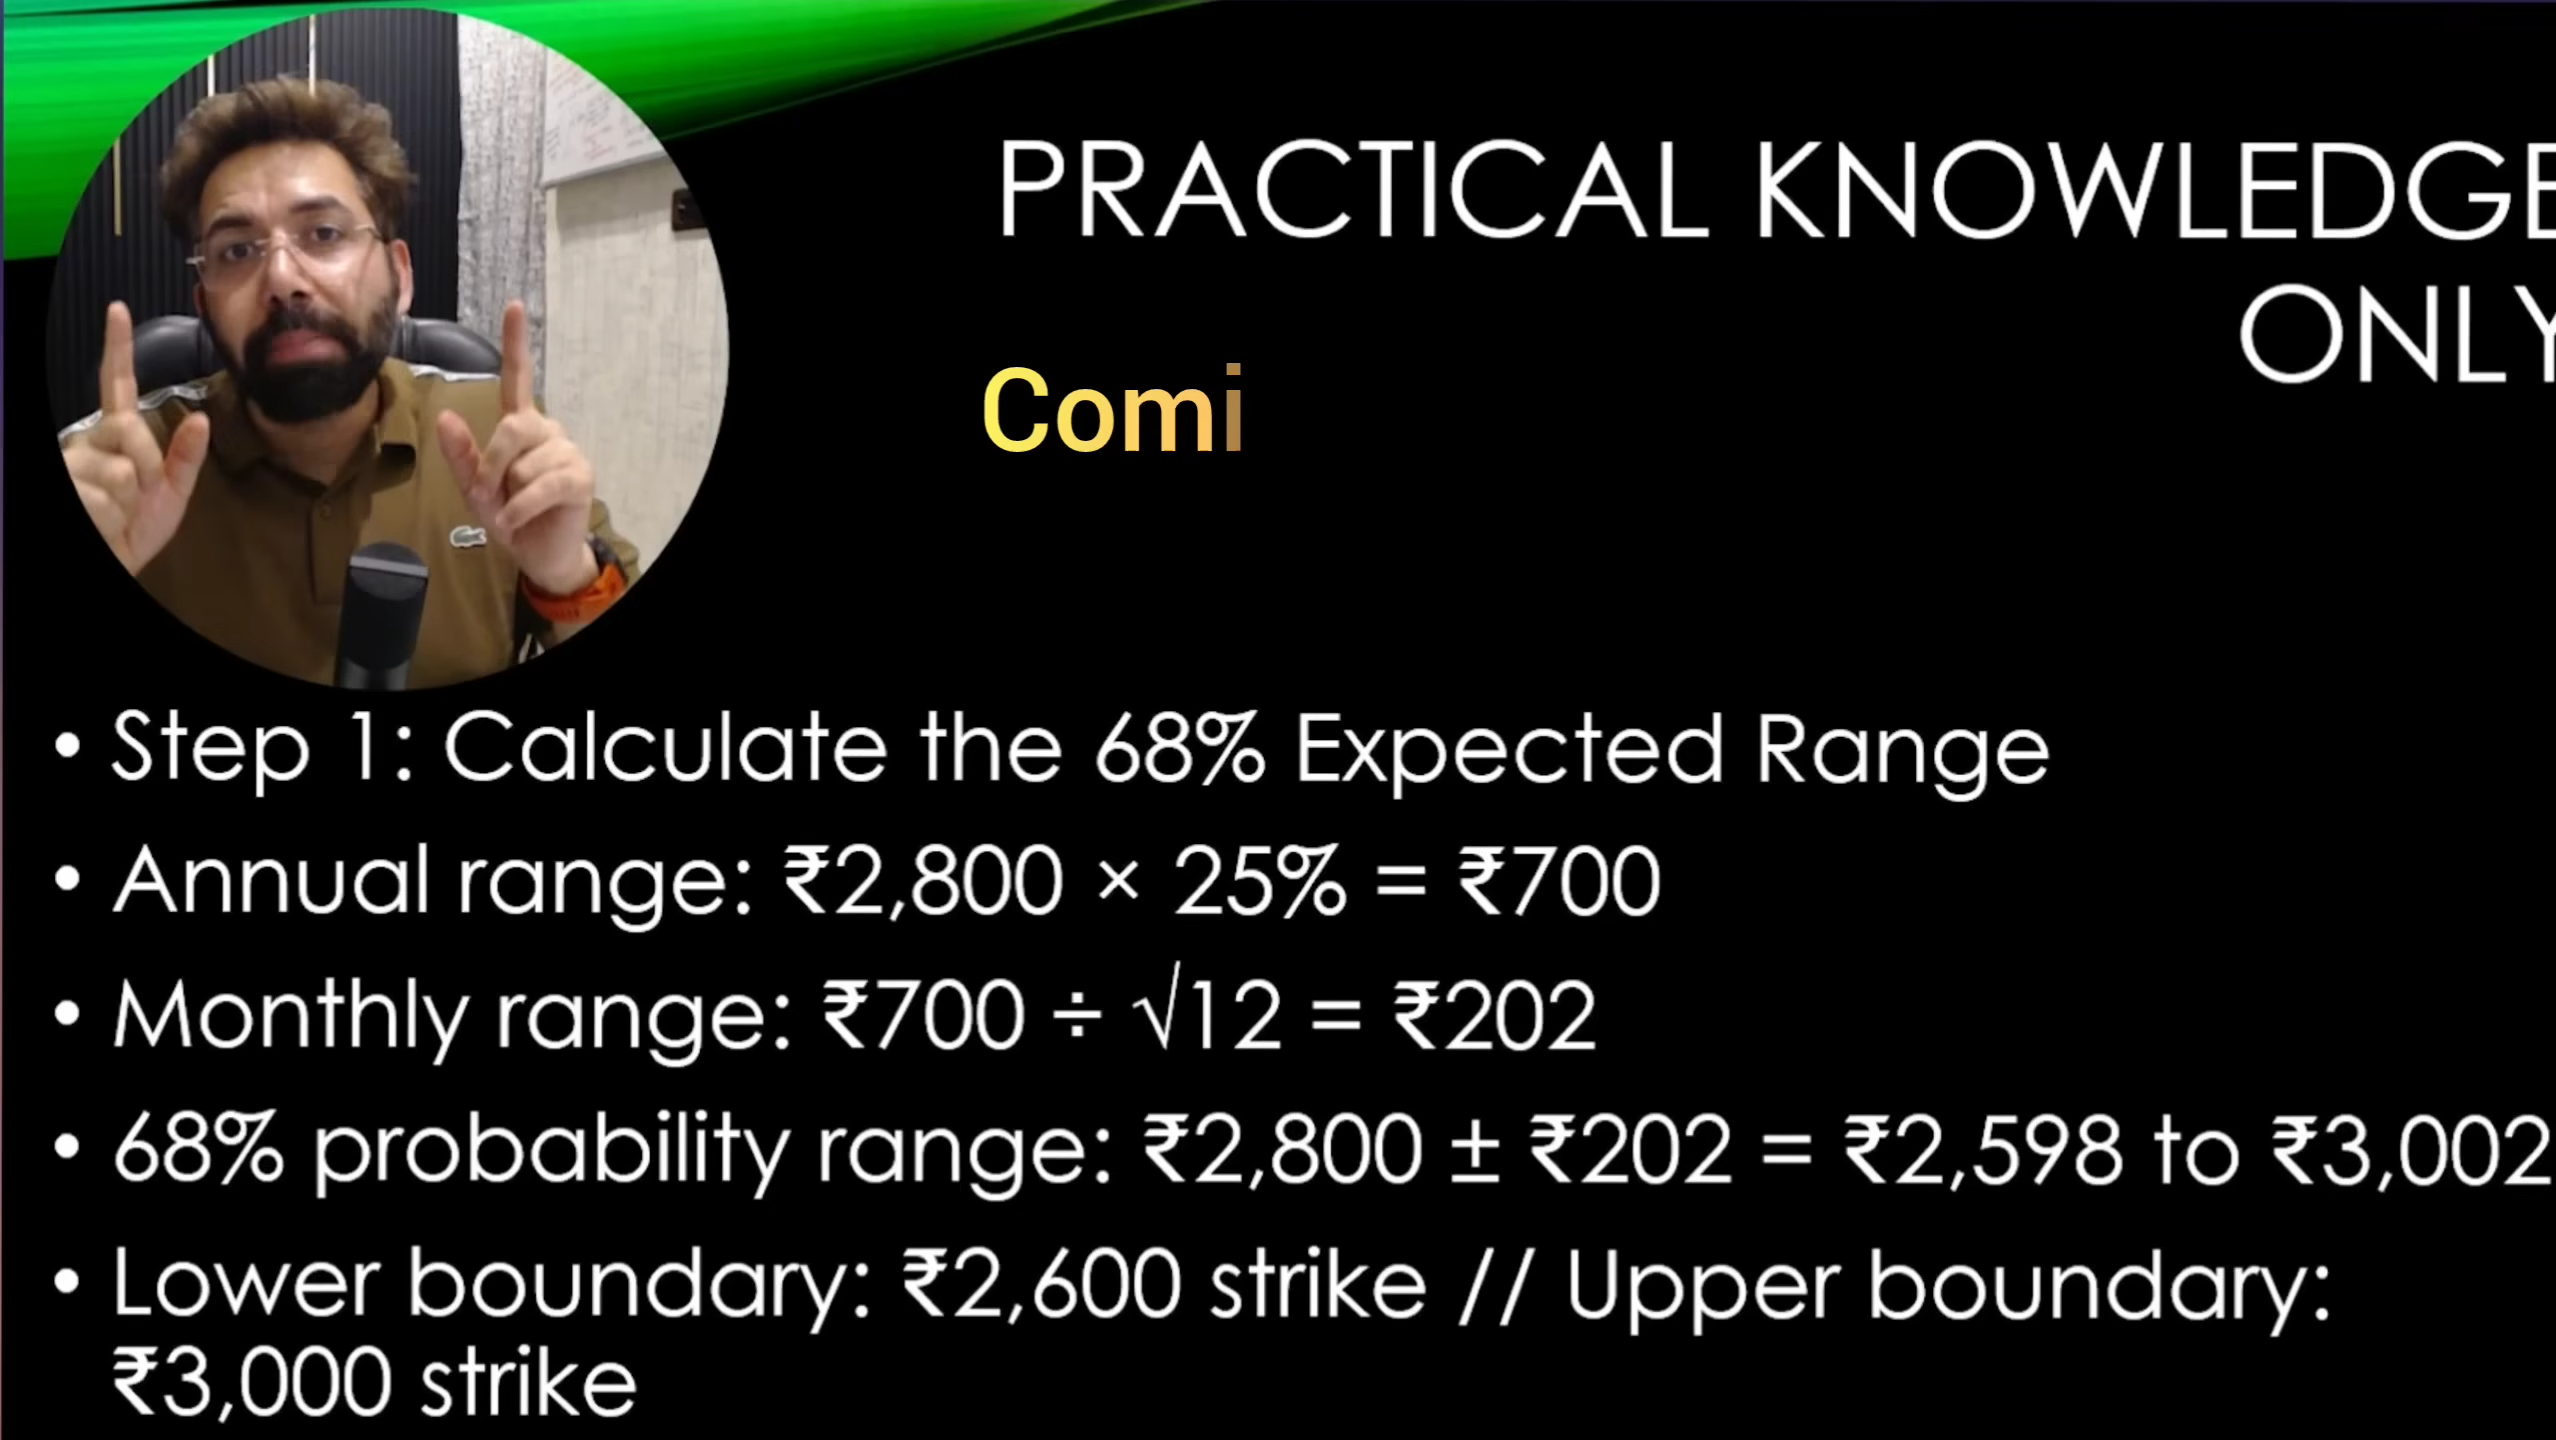 PRACTICAL KNOWLEDGE
ONLY
Comi
• Step 1: Calculate the 68% Expected Range
• Annual range: ₹2,800 × 25% = ₹700
• Monthly range: ₹700 ÷ √12 = ₹202
• 68% probability range: ₹2,800 ± ₹202 = ₹2,598 to ₹3,002
• Lower boundary: ₹2,600 strike // Upper boundary:
₹3,000 strike